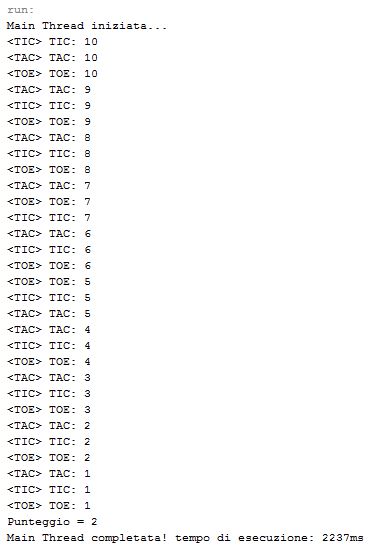 run:
Main Thread iniziata...
<TIC> TIC: 10
<TAC> TAC: 10
<TOE> TOE: 10
<TAC> TAC: 9
<TIC> TIC: 9
<TOE> TOE: 9
<TAC> TAC: 8
<TIC> TIC: 8
<TOE> TOE: 8
<TAC> TAC: 7
<TOE> TOE: 7
<TIC> TIC: 7
<TAC> TAC: 6
<TIC> TIC: 6
<TOE> TOE: 6
<TOE> TOE: 5
<TIC> TIC: 5
<TAC> TAC: 5
<TAC> TAC: 4
<TIC> TIC: 4
<TOE> TOE: 4
<TAC> TAC: 3
<TIC> TIC: 3
<TOE> TOE: 3
<TAC> TAC: 2
<TIC> TIC: 2
<TOE> TOE: 2
<TAC> TAC: 1
<TIC> TIC: 1
<TOE> TOE: 1
Punteggio = 2
Main Thread completata! tempo di esecuzione: 2237ms